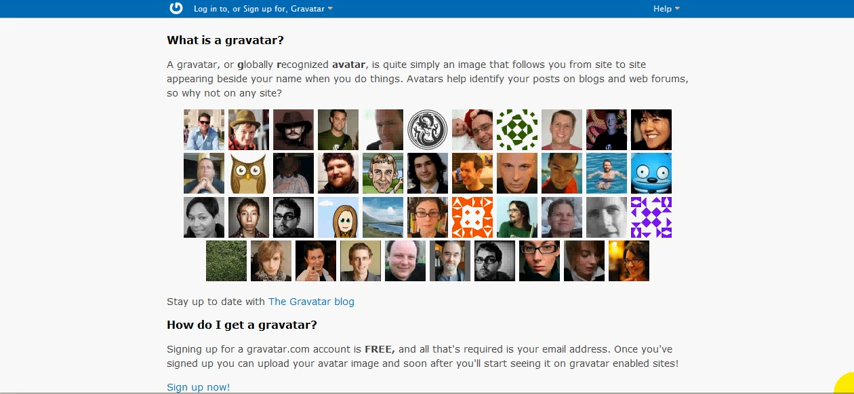 Log in to, or Sign up for, Gravatar
Help
What is a gravatar?
A gravatar, or globally recognized avatar, is quite simply an image that follows you from site to site
appearing beside your name when you do things. Avatars help identify your posts on blogs and web forums,
so why not on any site?
Stay up to date with The Gravatar blog
How do I get a gravatar?
Signing up for a gravatar.com account is FREE, and all that's required is your email address. Once you've
signed up you can upload your avatar image and soon after you'll start seeing it on gravatar enabled sites!
Sign up now!